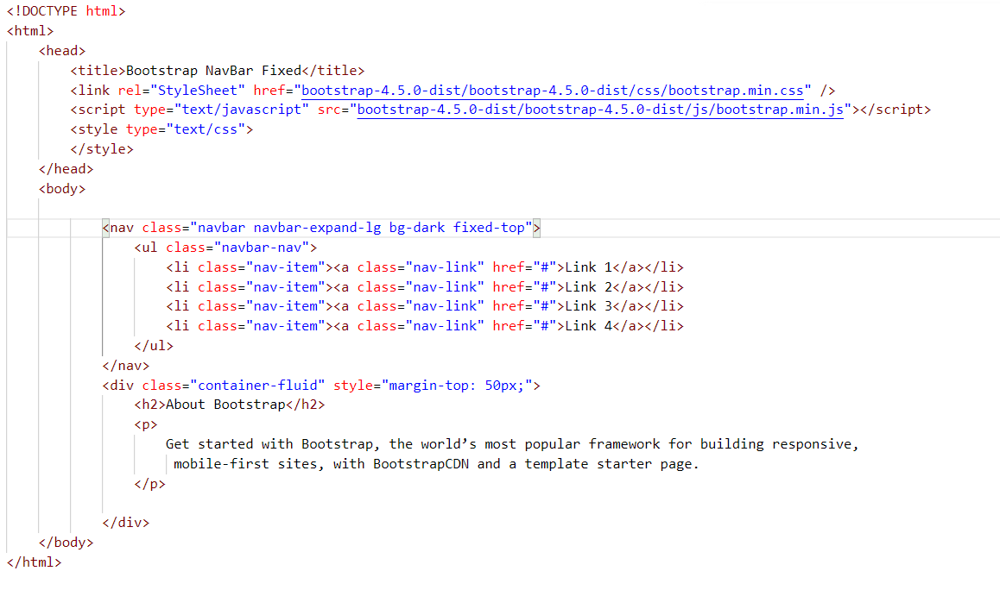 <!DOCTYPE html>
<html>
    <head>
        <title>Bootstrap NavBar Fixed</title>
        <link rel="StyleSheet" href="bootstrap-4.5.0-dist/bootstrap-4.5.0-dist/css/bootstrap.min.css" />
        <script type="text/javascript" src="bootstrap-4.5.0-dist/bootstrap-4.5.0-dist/js/bootstrap.min.js"></script>
        <style type="text/css">
        </style>
    </head>
    <body>
            <nav class="navbar navbar-expand-lg bg-dark fixed-top">
                <ul class="navbar-nav">
                    <li class="nav-item"><a class="nav-link" href="#">Link 1</a></li>
                    <li class="nav-item"><a class="nav-link" href="#">Link 2</a></li>
                    <li class="nav-item"><a class="nav-link" href="#">Link 3</a></li>
                    <li class="nav-item"><a class="nav-link" href="#">Link 4</a></li>
                </ul>
            </nav>
            <div class="container-fluid" style="margin-top: 50px;">
                <h2>About Bootstrap</h2>
                <p>
                    Get started with Bootstrap, the world’s most popular framework for building responsive,
                     mobile-first sites, with BootstrapCDN and a template starter page.
                </p>
            </div>
    </body>
</html>